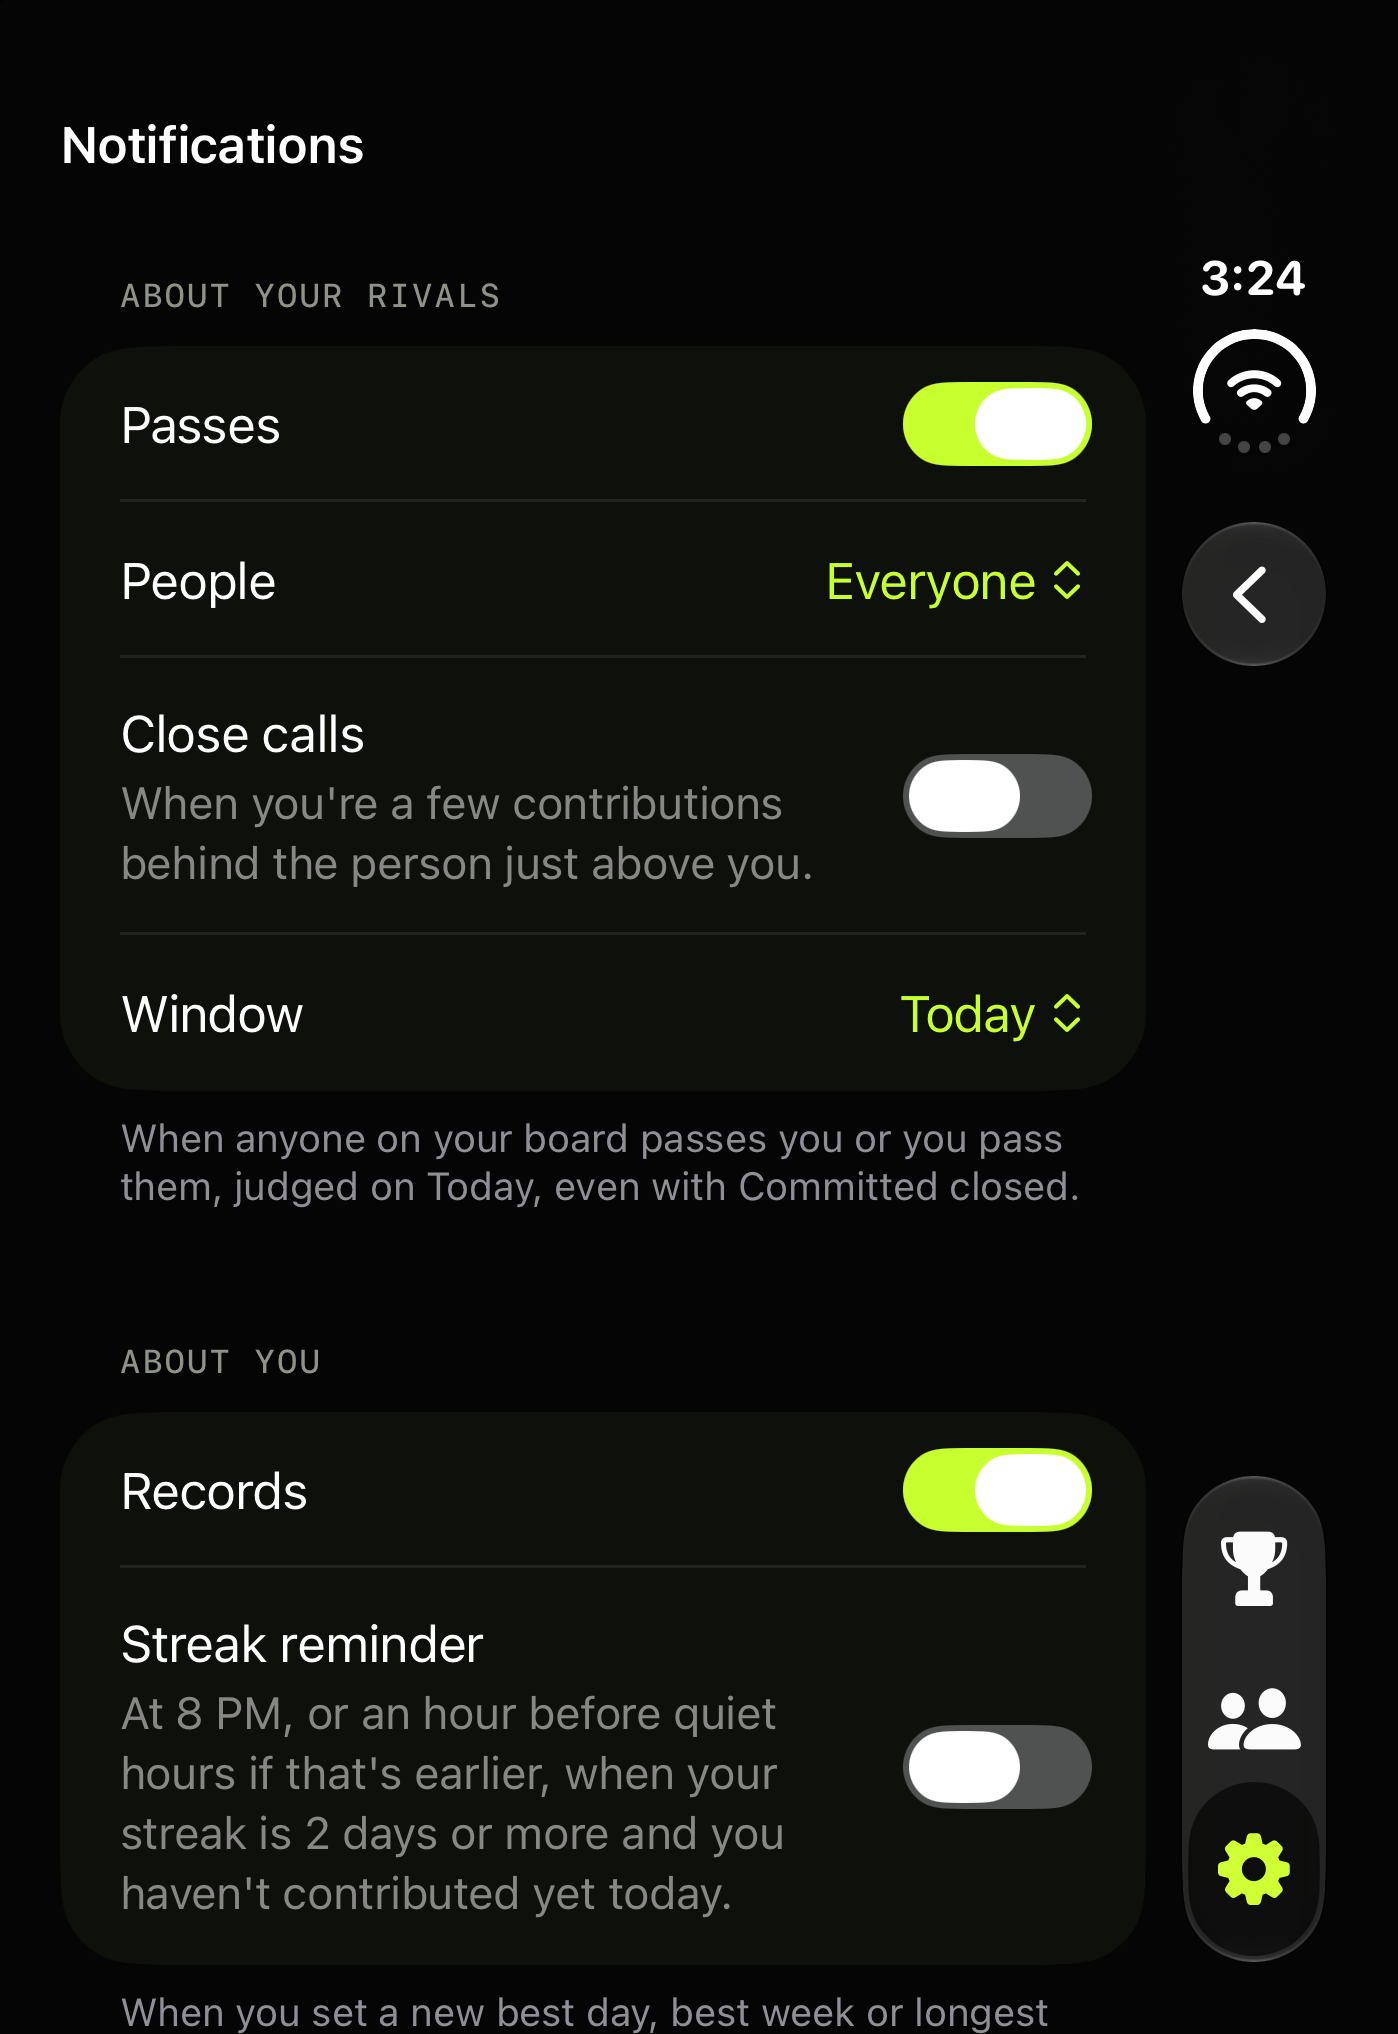 Notifications
3:24
ABOUT YOUR RIVALS
Passes
People
Everyone
Close calls
When you're a few contributions
behind the person just above you.
Window
Today
When anyone on your board passes you or you pass
them, judged on Today, even with Committed closed.
ABOUT YOU
Records
Streak reminder
At 8 PM, or an hour before quiet
hours if that's earlier, when your
streak is 2 days or more and you
haven't contributed yet today.
When you set a new best day, best week or longest